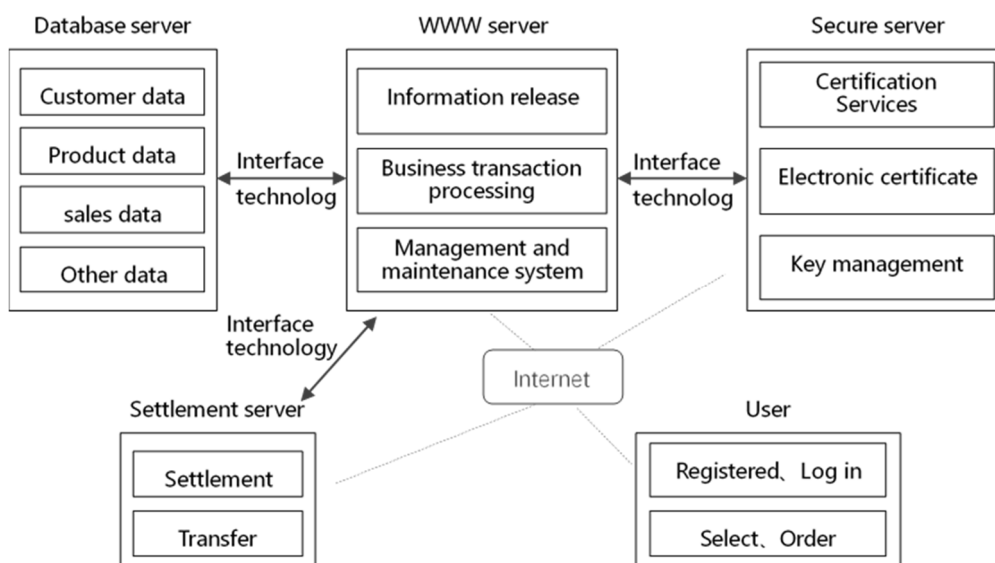 Database server
WWW server
Secure server
Customer data
Product data
sales data
Other data
Interface
technolog
Information release
Business transaction
processing
Management and
maintenance system
Interface
technolog
Certification
Services
Electronic certificate
Key management
Interface
technology
Internet
Settlement server
User
Settlement
Transfer
Registered、Log in
Select、Order